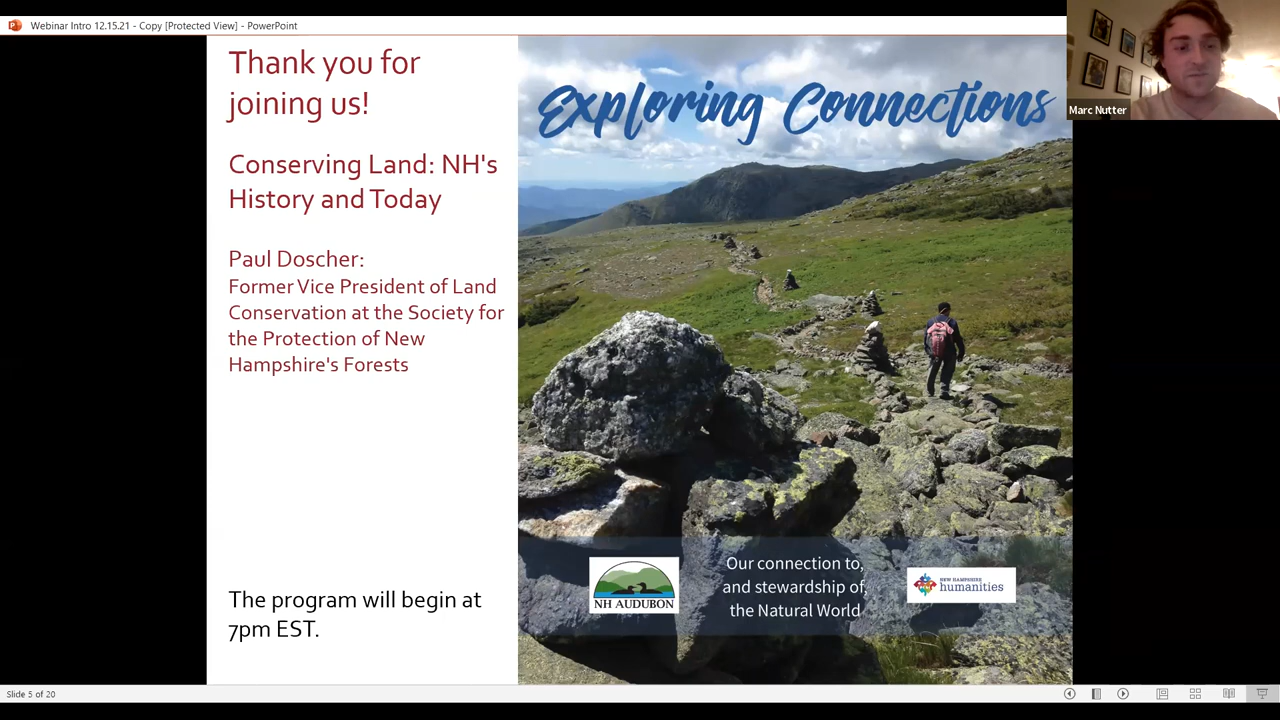 Webinar Intro 12.15.21 - Copy [Protected View] - PowerPoint
Thank you for
joining us!
Conserving Land: NH's
History and Today
Paul Doscher:
Former Vice President of Land
Conservation at the Society for
the Protection of New
Hampshire's Forests
The program will begin at
7pm EST.
Exploring Connections
NH AUDUBON
Our connection to,
and stewardship of,
the Natural World
NEW HAMPSHIRE
humanities
Marc Nutter
Slide 5 of 20